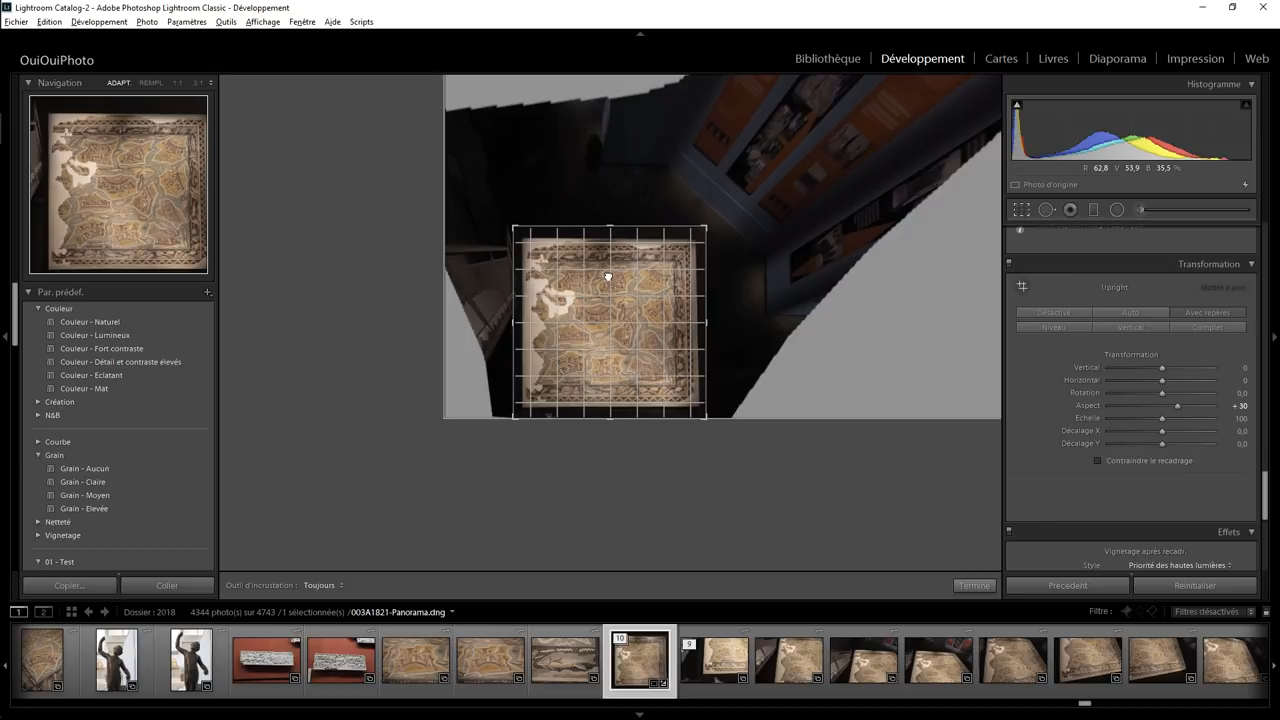 Lightroom Catalog-2 - Adobe Photoshop Lightroom Classic - Développement
Fichier Edition Développement Photo Paramètres Outils Affichage Fenêtre Aide Scripts
OuiOuiPhoto
Bibliothèque | Développement | Cartes | Livres | Diaporama | Impression | Web
Navigation ADAPT. REMPL. 1:1 3:1
Histogramme
R 62,8 V 53,9 B 35,5 %
Photo d'origine
Par. prédef. +
Couleur
Couleur - Naturel
Couleur - Lumineux
Couleur - Fort contraste
Couleur - Détail et contraste élevés
Couleur - Eclatant
Couleur - Mat
Création
N&B
Courbe
Grain
Grain - Aucun
Grain - Claire
Grain - Moyen
Grain - Elevée
Netteté
Vignetage
01 - Test
Copier... Coller
Transformation
Upright Mettre à jour
Désactivé Auto Avec repères
Niveau Vertical Complet
Transformation
Vertical 0
Horizontal 0
Rotation 0,0
Aspect + 30
Echelle 100
Décalage X 0,0
Décalage Y 0,0
Contraindre le recadrage
Effets
Vignetage après recadr.
Style Priorité des hautes lumières
Outil d'incrustation : Toujours
Terminé
Précédent Réinitialiser
1 2 Dossier : 2018 4344 photo(s) sur 4743 /1 sélectionnée(s) /003A1821-Panorama.dng
Filtre : Filtres désactivés
10
9